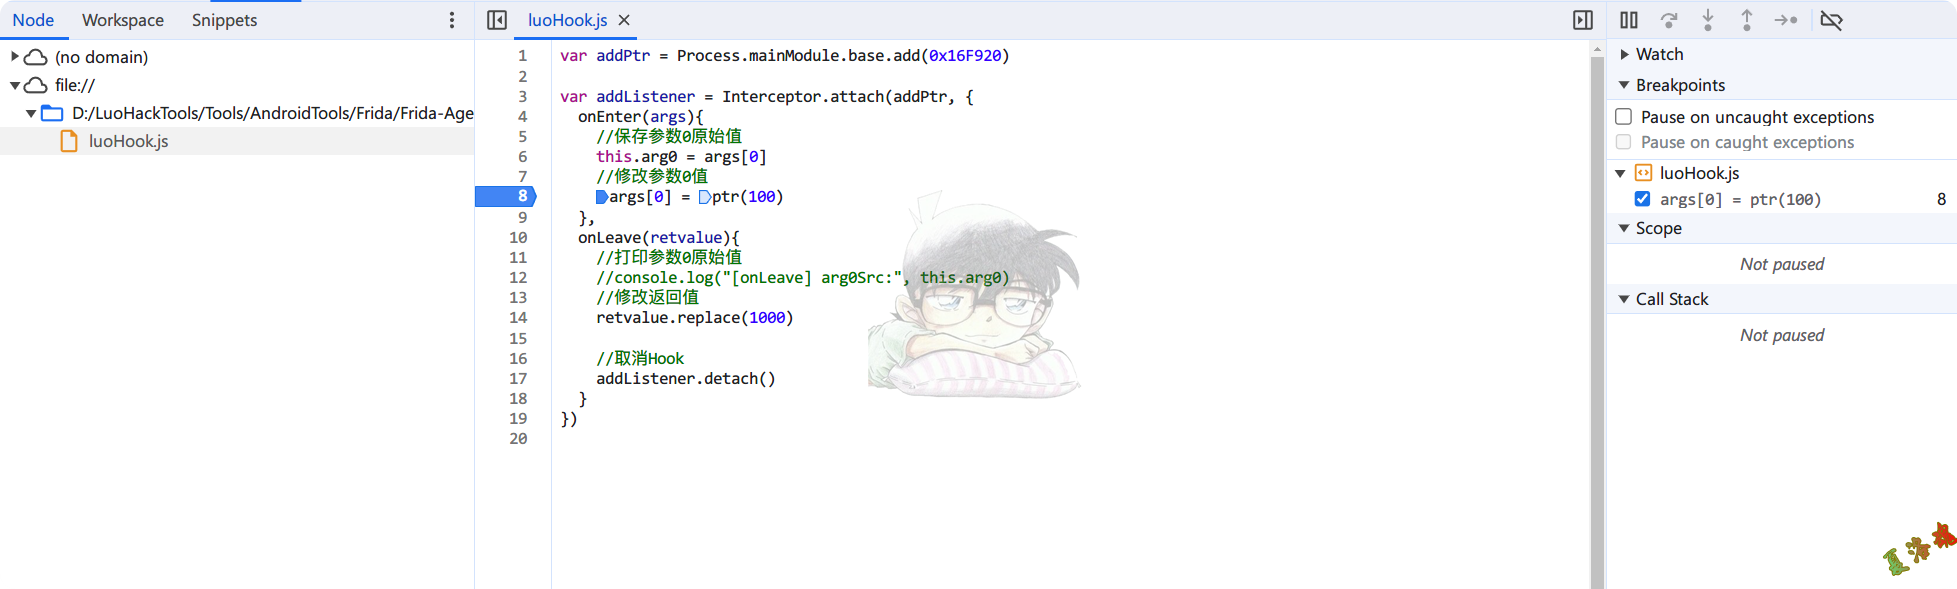 Node Workspace Snippets
(no domain)
file://
D:/LuoHackTools/Tools/AndroidTools/Frida/Frida-Age
luoHook.js
luoHook.js
1 var addPtr = Process.mainModule.base.add(0x16F920)
2
3 var addListener = Interceptor.attach(addPtr, {
4 onEnter(args){
5 //保存参数0原始值
6 this.arg0 = args[0]
7 //修改参数0值
8 args[0] = ptr(100)
9 },
10 onLeave(retvalue){
11 //打印参数0原始值
12 //console.log("[onLeave] arg0Src:", this.arg0)
13 //修改返回值
14 retvalue.replace(1000)
15
16 //取消Hook
17 addListener.detach()
18 }
19 })
20
Watch
Breakpoints
Pause on uncaught exceptions
Pause on caught exceptions
luoHook.js
args[0] = ptr(100) 8
Scope
Not paused
Call Stack
Not paused